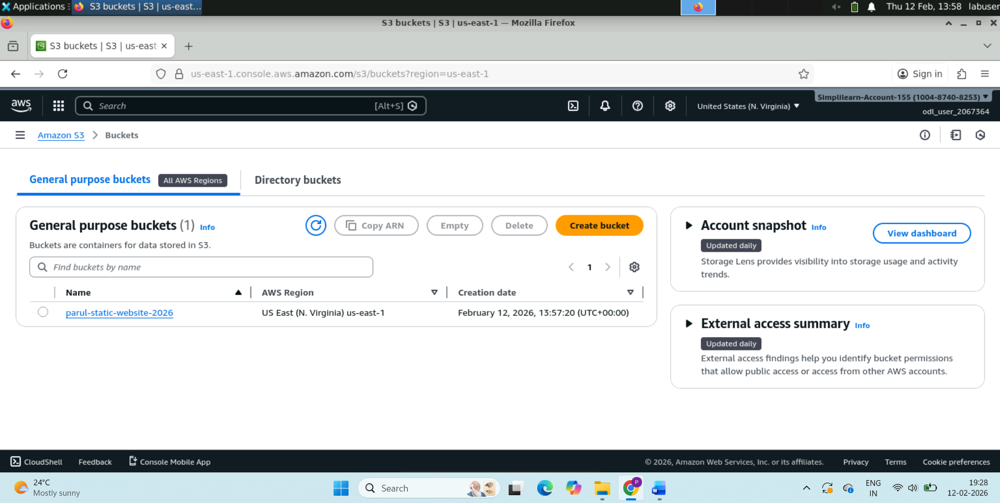 Applications
S3 buckets | S3 | us-east...
Thu 12 Feb, 13:58 labuser
S3 buckets | S3 | us-east-1 — Mozilla Firefox
S3 buckets | S3 | us-east
us-east-1.console.aws.amazon.com/s3/buckets?region=us-east-1
Sign in
aws
Search [Alt+S]
United States (N. Virginia)
Simplilearn-Account-155 (1004-8740-8253)
odl_user_2067364
Amazon S3 Buckets
General purpose buckets All AWS Regions
Directory buckets
General purpose buckets (1) Info
Copy ARN Empty Delete Create bucket
Buckets are containers for data stored in S3.
Find buckets by name
1
Name AWS Region Creation date
parul-static-website-2026 US East (N. Virginia) us-east-1 February 12, 2026, 13:57:20 (UTC+00:00)
Account snapshot Info
View dashboard
Updated daily
Storage Lens provides visibility into storage usage and activity
trends.
External access summary Info
Updated daily
External access findings help you identify bucket permissions
that allow public access or access from other AWS accounts.
CloudShell Feedback Console Mobile App
© 2026, Amazon Web Services, Inc. or its affiliates. Privacy Terms Cookie preferences
24°C
Mostly sunny
Search
P
W
ENG
IN
19:28
12-02-2026